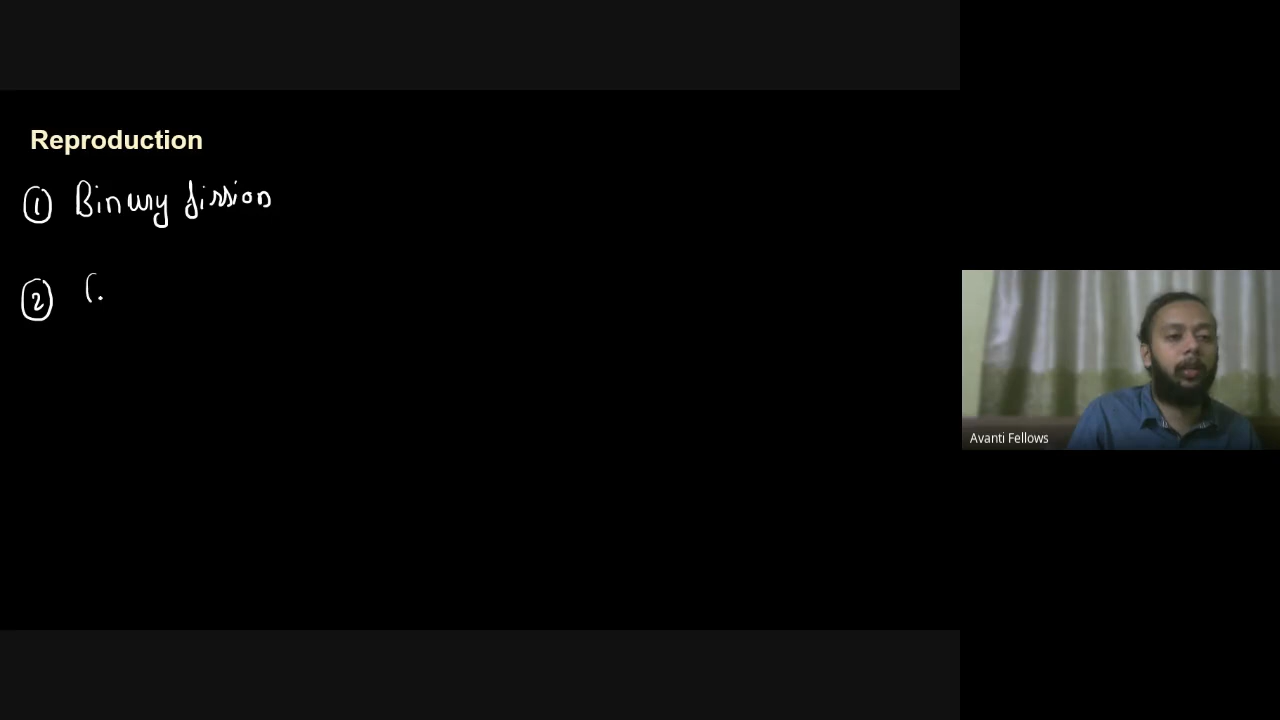 Reproduction
① Binary fission
②
Avanti Fellows